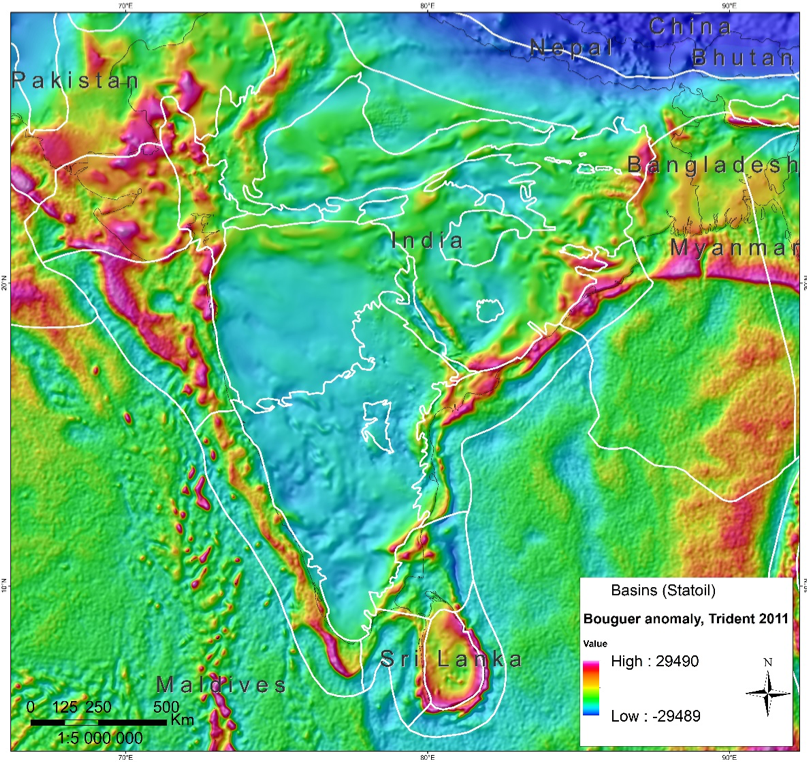 70°E 80°E 90°E
China
Nepal
Bhutan
Pakistan
Bangladesh
India
Myanmar
20°N
10°N
Basins (Statoil)
Bouguer anomaly, Trident 2011
Value
High : 29490
Low : -29489
N
Sri Lanka
Maldives
0 125 250 500
Km
1:5 000 000
70°E 80°E 90°E